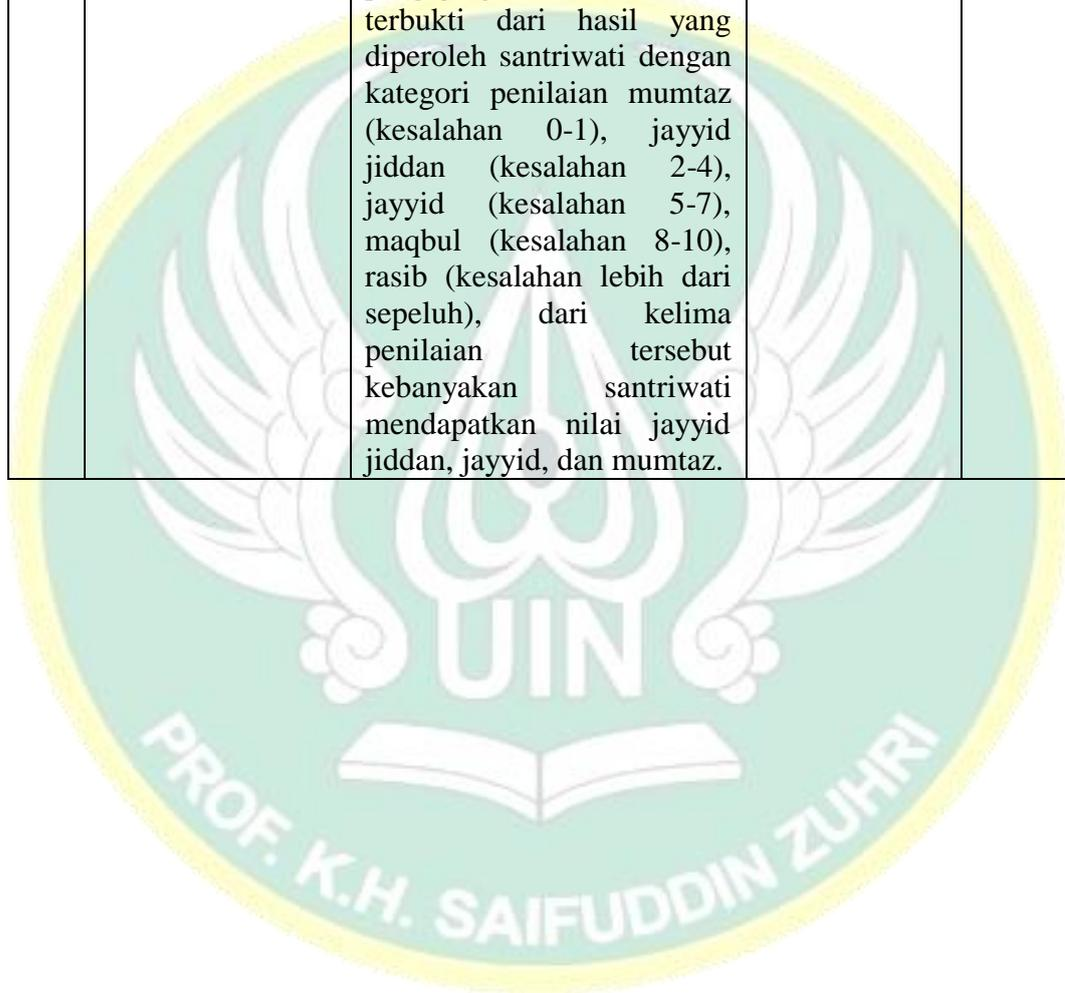 terbukti dari hasil yang
diperoleh santriwati dengan
kategori penilaian mumtaz
(kesalahan 0-1), jayyid
jiddan (kesalahan 2-4),
jayyid (kesalahan 5-7),
maqbul (kesalahan 8-10),
rasib (kesalahan lebih dari
sepeluh), dari kelima
penilaian tersebut
kebanyakan santriwati
mendapatkan nilai jayyid
jiddan, jayyid, dan mumtaz.
UIN
PROF. K.H. SAIFUDDIN ZUHRI